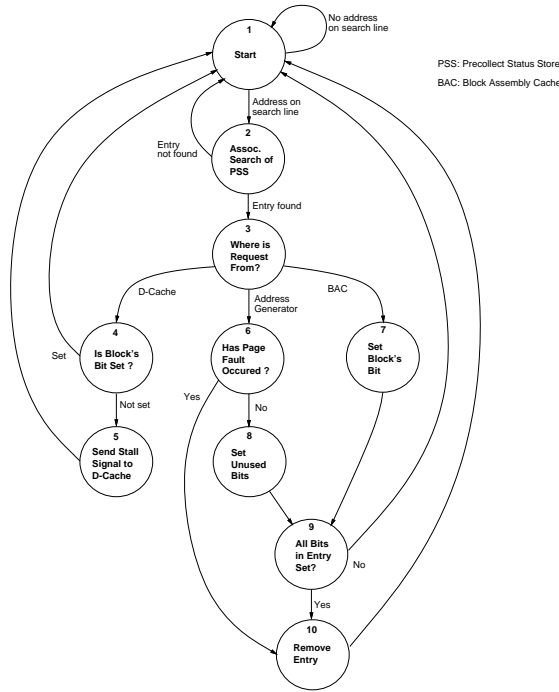 No address
on search line
1
Start
PSS: Precollect Status Store
BAC: Block Assembly Cache
Address on
search line
Entry
not found
2
Assoc.
Search of
PSS
Entry found
3
Where is
Request
From?
D-Cache
Address
Generator
BAC
4
Is Block's
Bit Set ?
6
Has Page
Fault
Occured ?
7
Set
Block's
Bit
Set
Not set
Yes
No
5
Send Stall
Signal to
D-Cache
8
Set
Unused
Bits
9
All Bits
in Entry
Set?
No
Yes
10
Remove
Entry